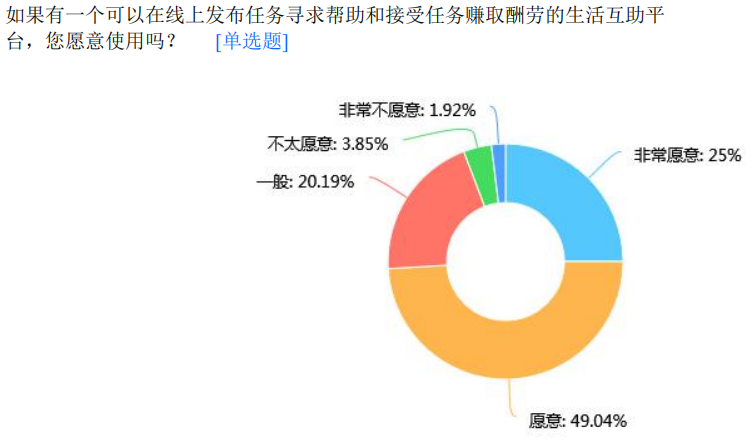 如果有一个可以在线上发布任务寻求帮助和接受任务赚取酬劳的生活互助平
台，您愿意使用吗？ [单选题]
非常不愿意: 1.92%
不太愿意: 3.85%
非常愿意: 25%
一般: 20.19%
愿意: 49.04%